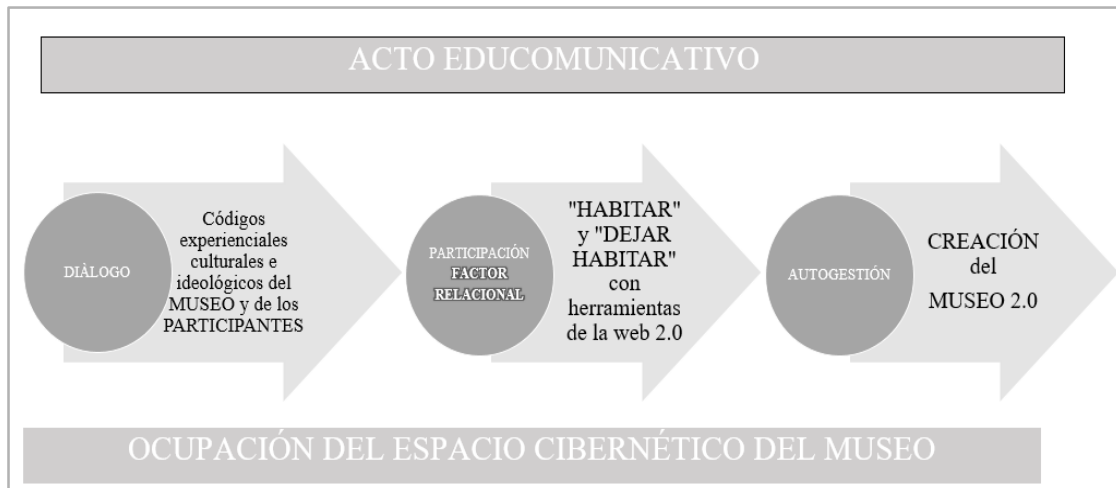 ACTO EDUCOMUNICATIVO
DIÀLOGO
Códigos
experienciales
culturales e
ideológicos del
MUSEO y de los
PARTICIPANTES
PARTICIPACIÓN
FACTOR
RELACIONAL
"HABITAR"
y "DEJAR
HABITAR"
con
herramientas
de la web 2.0
AUTOGESTIÓN
CREACIÓN
del
MUSEO 2.0
OCUPACIÓN DEL ESPACIO CIBERNÉTICO DEL MUSEO